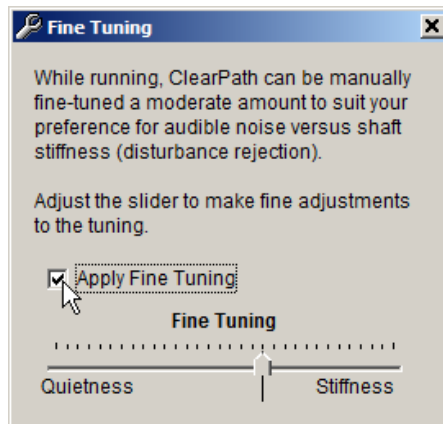 Fine Tuning
While running, ClearPath can be manually
fine-tuned a moderate amount to suit your
preference for audible noise versus shaft
stiffness (disturbance rejection).
Adjust the slider to make fine adjustments
to the tuning.
Apply Fine Tuning
Fine Tuning
Quietness Stiffness